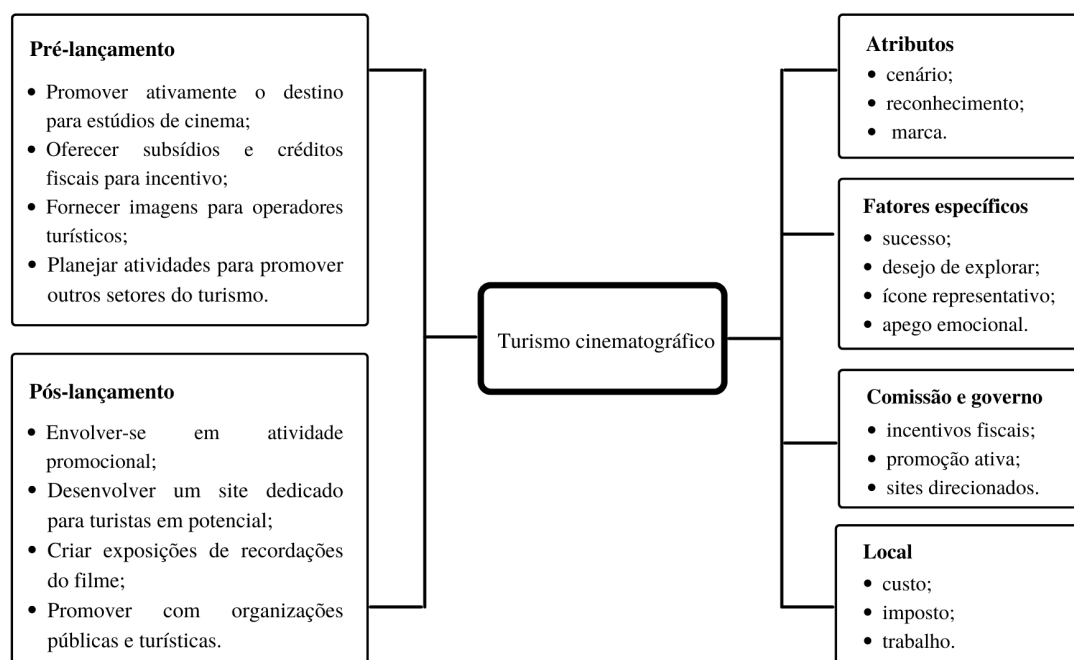 Pré-lançamento
• Promover ativamente o destino
para estúdios de cinema;
• Oferecer subsídios e créditos
fiscais para incentivo;
• Fornecer imagens para operadores
turísticos;
• Planejar atividades para promover
outros setores do turismo.
Pós-lançamento
• Envolver-se em atividade
promocional;
• Desenvolver um site dedicado
para turistas em potencial;
• Criar exposições de recordações
do filme;
• Promover com organizações
públicas e turísticas.
Turismo cinematográfico
Atributos
• cenário;
• reconhecimento;
• marca.
Fatores específicos
• sucesso;
• desejo de explorar;
• ícone representativo;
• apego emocional.
Comissão e governo
• incentivos fiscais;
• promoção ativa;
• sites direcionados.
Local
• custo;
• imposto;
• trabalho.